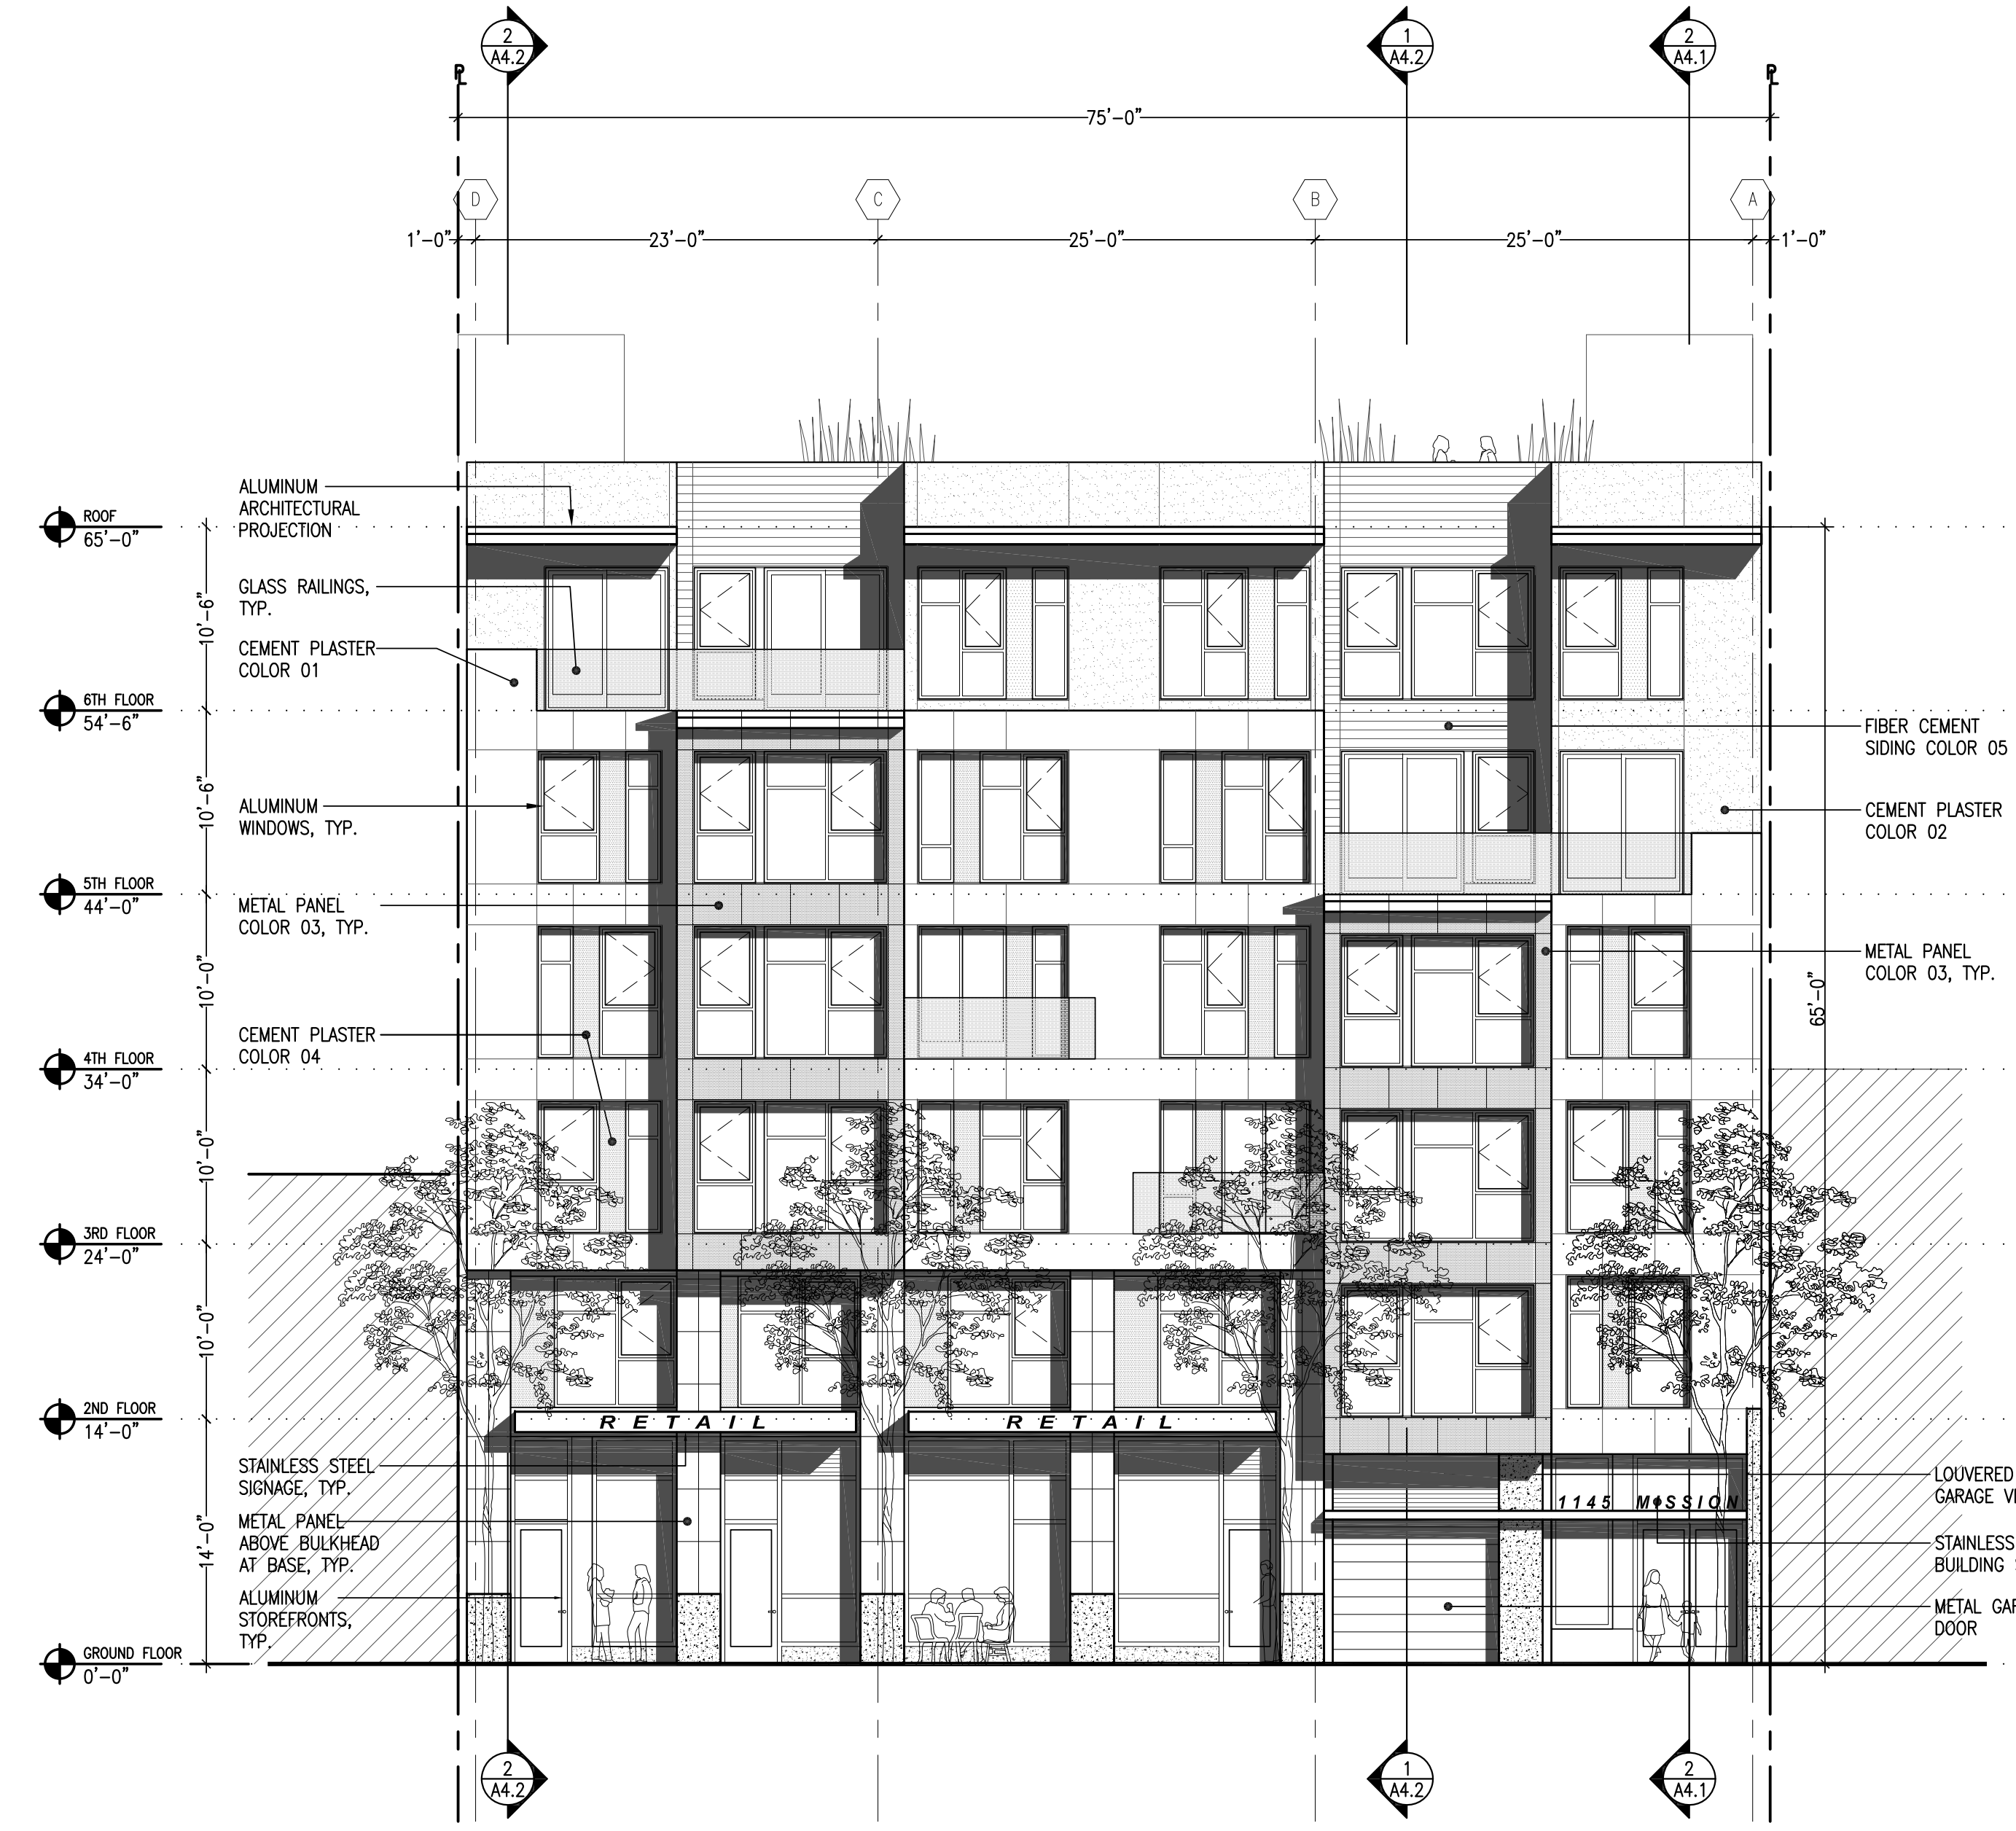 2
A4.2
1
A4.2
2
A4.1
PL
PL
75'-0"
D
C
B
A
1'-0"
23'-0"
25'-0"
25'-0"
1'-0"
ROOF
65'-0"
10'-6"
6TH FLOOR
54'-6"
10'-6"
5TH FLOOR
44'-0"
10'-0"
4TH FLOOR
34'-0"
10'-0"
3RD FLOOR
24'-0"
10'-0"
2ND FLOOR
14'-0"
14'-0"
GROUND FLOOR
0'-0"
ALUMINUM
ARCHITECTURAL
PROJECTION
GLASS RAILINGS,
TYP.
CEMENT PLASTER
COLOR 01
ALUMINUM
WINDOWS, TYP.
METAL PANEL
COLOR 03, TYP.
CEMENT PLASTER
COLOR 04
STAINLESS STEEL
SIGNAGE, TYP.
METAL PANEL
ABOVE BULKHEAD
AT BASE, TYP.
ALUMINUM
STOREFRONTS,
TYP.
RETAIL
RETAIL
1145 MISSION
FIBER CEMENT
SIDING COLOR 05
CEMENT PLASTER
COLOR 02
METAL PANEL
COLOR 03, TYP.
65'-0"
LOUVERED
GARAGE
STAINLESS
BUILDING
METAL
DOOR
2
A4.2
1
A4.2
2
A4.1